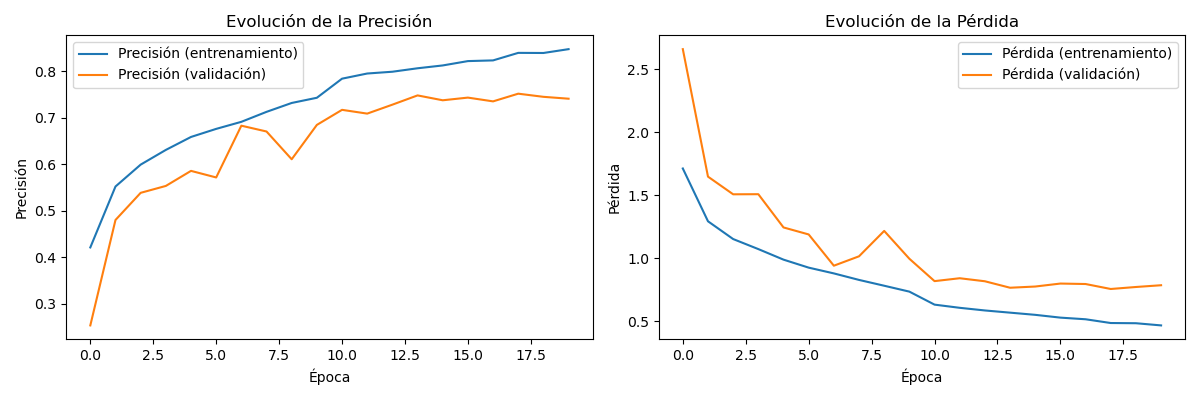 Evolución de la Precisión
Precisión (entrenamiento)
Precisión (validación)
0.8
0.7
0.6
0.5
0.4
0.3
Precisión
0.0 2.5 5.0 7.5 10.0 12.5 15.0 17.5
Época
Evolución de la Pérdida
Pérdida (entrenamiento)
Pérdida (validación)
2.5
2.0
1.5
1.0
0.5
Pérdida
0.0 2.5 5.0 7.5 10.0 12.5 15.0 17.5
Época